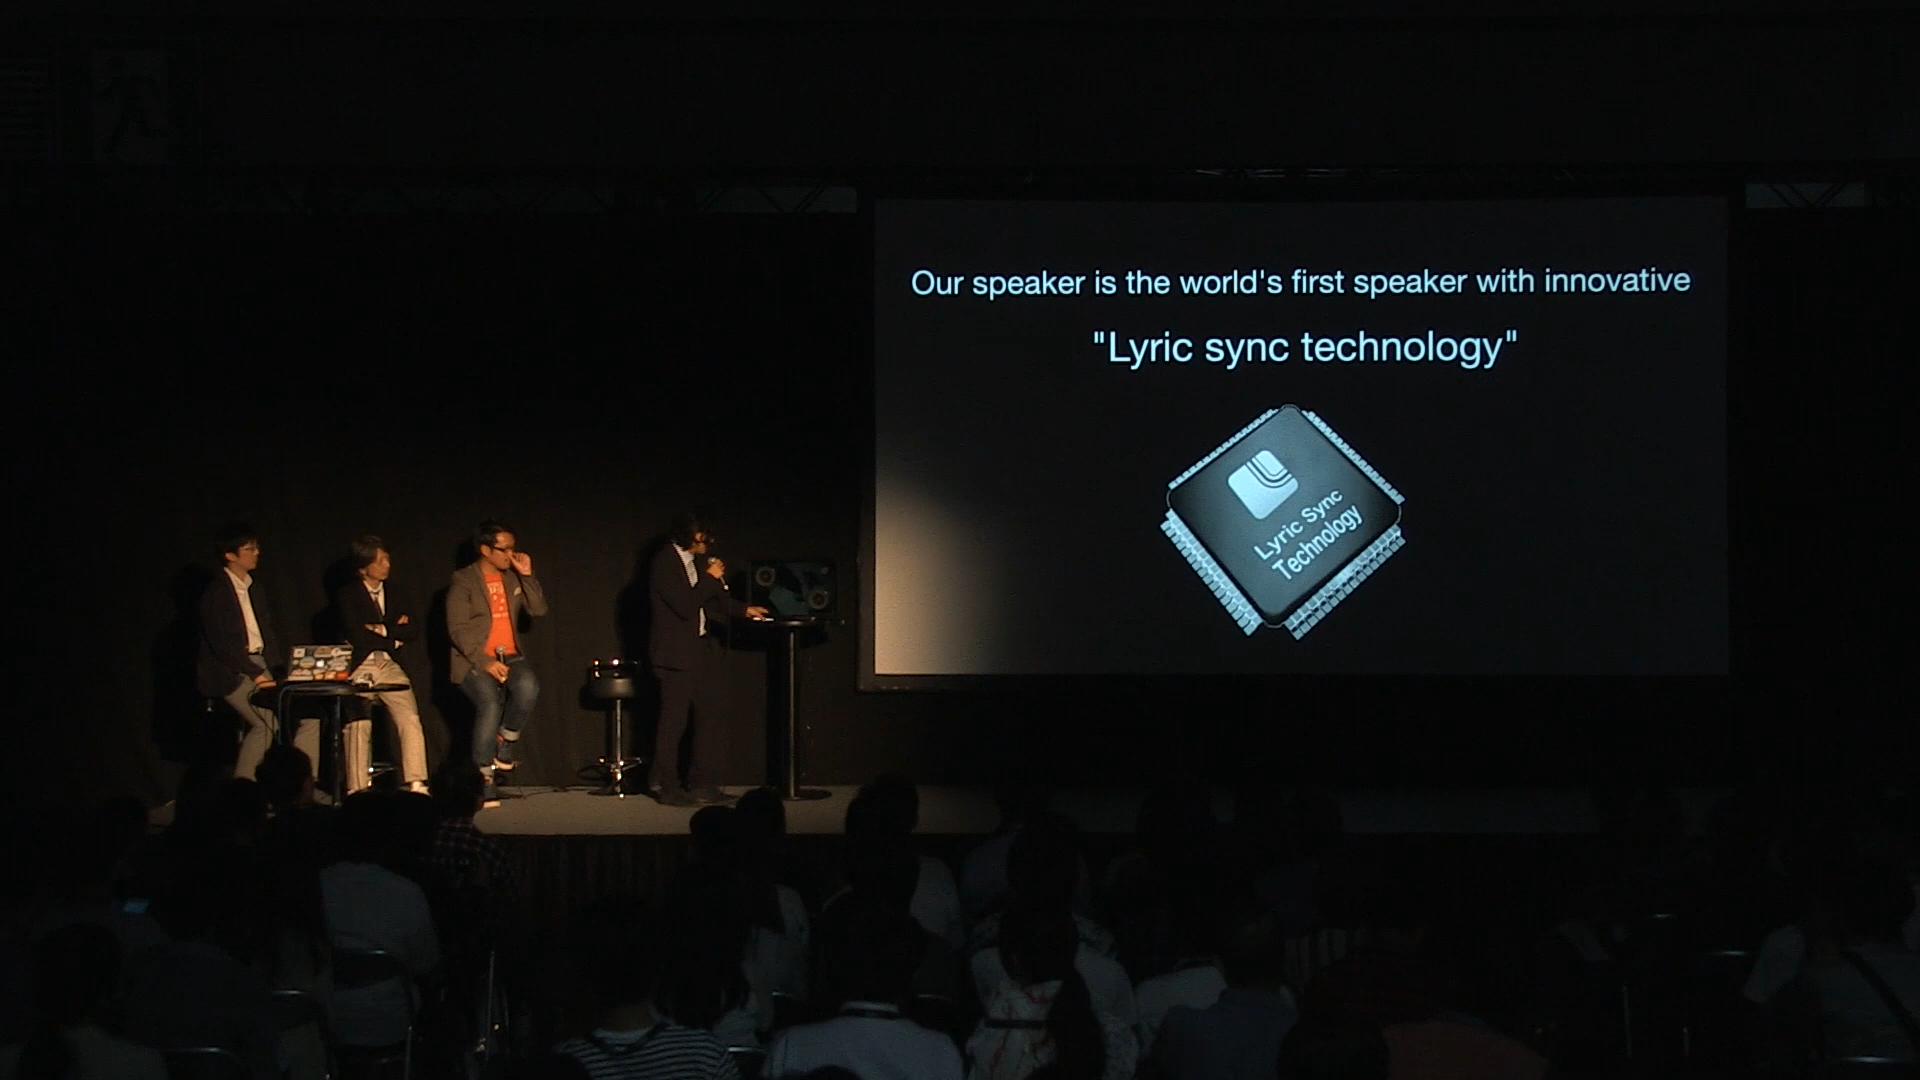 Our speaker is the world's first speaker with innovative
"Lyric sync technology"
Lyric Sync
Technology